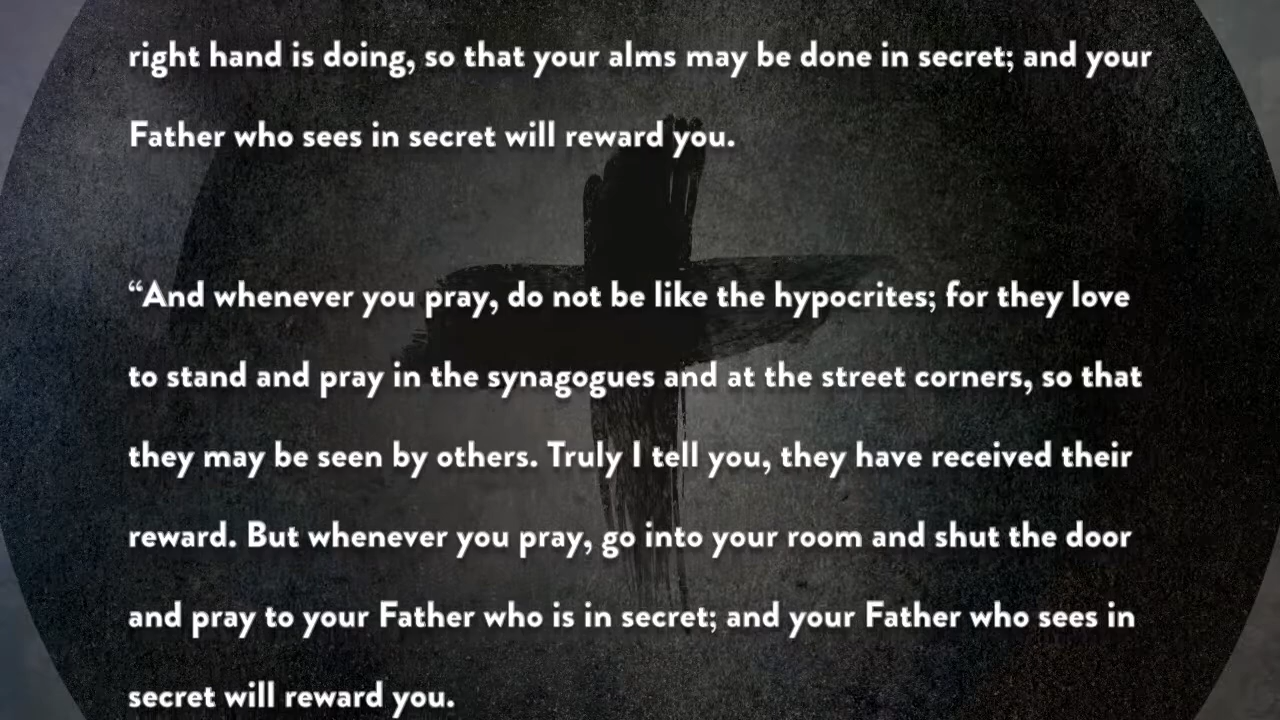 right hand is doing, so that your alms may be done in secret; and your
Father who sees in secret will reward you.
“And whenever you pray, do not be like the hypocrites; for they love
to stand and pray in the synagogues and at the street corners, so that
they may be seen by others. Truly I tell you, they have received their
reward. But whenever you pray, go into your room and shut the door
and pray to your Father who is in secret; and your Father who sees in
secret will reward you.